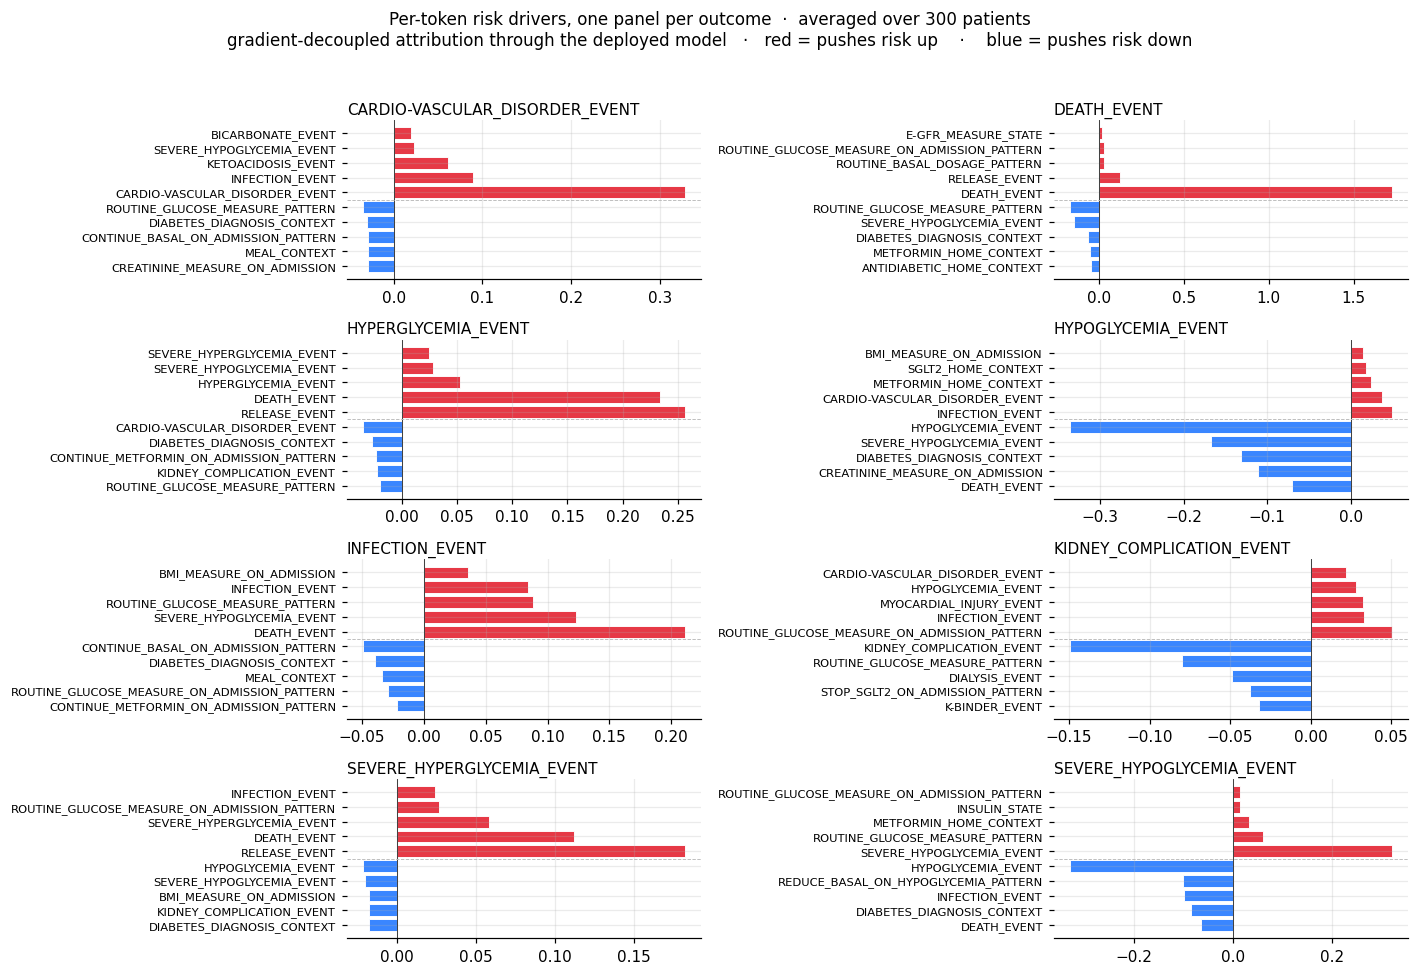 Per-token risk drivers, one panel per outcome · averaged over 300 patients
gradient-decoupled attribution through the deployed model · red = pushes risk up · blue = pushes risk down
CARDIO-VASCULAR_DISORDER_EVENT
BICARBONATE_EVENT
SEVERE_HYPOGLYCEMIA_EVENT
KETOACIDOSIS_EVENT
INFECTION_EVENT
CARDIO-VASCULAR_DISORDER_EVENT
ROUTINE_GLUCOSE_MEASURE_PATTERN
DIABETES_DIAGNOSIS_CONTEXT
CONTINUE_BASAL_ON_ADMISSION_PATTERN
MEAL_CONTEXT
CREATININE_MEASURE_ON_ADMISSION
0.0 0.1 0.2 0.3
DEATH_EVENT
E-GFR_MEASURE_STATE
ROUTINE_GLUCOSE_MEASURE_ON_ADMISSION_PATTERN
ROUTINE_BASAL_DOSAGE_PATTERN
RELEASE_EVENT
DEATH_EVENT
ROUTINE_GLUCOSE_MEASURE_PATTERN
SEVERE_HYPOGLYCEMIA_EVENT
DIABETES_DIAGNOSIS_CONTEXT
METFORMIN_HOME_CONTEXT
ANTIDIABETIC_HOME_CONTEXT
0.0 0.5 1.0 1.5
HYPERGLYCEMIA_EVENT
SEVERE_HYPERGLYCEMIA_EVENT
SEVERE_HYPOGLYCEMIA_EVENT
HYPERGLYCEMIA_EVENT
DEATH_EVENT
RELEASE_EVENT
CARDIO-VASCULAR_DISORDER_EVENT
DIABETES_DIAGNOSIS_CONTEXT
CONTINUE_METFORMIN_ON_ADMISSION_PATTERN
KIDNEY_COMPLICATION_EVENT
ROUTINE_GLUCOSE_MEASURE_PATTERN
0.00 0.05 0.10 0.15 0.20 0.25
HYPOGLYCEMIA_EVENT
BMI_MEASURE_ON_ADMISSION
SGLT2_HOME_CONTEXT
METFORMIN_HOME_CONTEXT
CARDIO-VASCULAR_DISORDER_EVENT
INFECTION_EVENT
HYPOGLYCEMIA_EVENT
SEVERE_HYPOGLYCEMIA_EVENT
DIABETES_DIAGNOSIS_CONTEXT
CREATININE_MEASURE_ON_ADMISSION
DEATH_EVENT
−0.3 −0.2 −0.1 0.0
INFECTION_EVENT
BMI_MEASURE_ON_ADMISSION
INFECTION_EVENT
ROUTINE_GLUCOSE_MEASURE_PATTERN
SEVERE_HYPOGLYCEMIA_EVENT
DEATH_EVENT
CONTINUE_BASAL_ON_ADMISSION_PATTERN
DIABETES_DIAGNOSIS_CONTEXT
MEAL_CONTEXT
ROUTINE_GLUCOSE_MEASURE_ON_ADMISSION_PATTERN
CONTINUE_METFORMIN_ON_ADMISSION_PATTERN
−0.05 0.00 0.05 0.10 0.15 0.20
KIDNEY_COMPLICATION_EVENT
CARDIO-VASCULAR_DISORDER_EVENT
HYPOGLYCEMIA_EVENT
MYOCARDIAL_INJURY_EVENT
INFECTION_EVENT
ROUTINE_GLUCOSE_MEASURE_ON_ADMISSION_PATTERN
KIDNEY_COMPLICATION_EVENT
ROUTINE_GLUCOSE_MEASURE_PATTERN
DIALYSIS_EVENT
STOP_SGLT2_ON_ADMISSION_PATTERN
K-BINDER_EVENT
−0.15 −0.10 −0.05 0.00 0.05
SEVERE_HYPERGLYCEMIA_EVENT
INFECTION_EVENT
ROUTINE_GLUCOSE_MEASURE_ON_ADMISSION_PATTERN
SEVERE_HYPERGLYCEMIA_EVENT
DEATH_EVENT
RELEASE_EVENT
HYPOGLYCEMIA_EVENT
SEVERE_HYPOGLYCEMIA_EVENT
BMI_MEASURE_ON_ADMISSION
KIDNEY_COMPLICATION_EVENT
DIABETES_DIAGNOSIS_CONTEXT
0.00 0.05 0.10 0.15
SEVERE_HYPOGLYCEMIA_EVENT
ROUTINE_GLUCOSE_MEASURE_ON_ADMISSION_PATTERN
INSULIN_STATE
METFORMIN_HOME_CONTEXT
ROUTINE_GLUCOSE_MEASURE_PATTERN
SEVERE_HYPOGLYCEMIA_EVENT
HYPOGLYCEMIA_EVENT
REDUCE_BASAL_ON_HYPOGLYCEMIA_PATTERN
INFECTION_EVENT
DIABETES_DIAGNOSIS_CONTEXT
DEATH_EVENT
−0.2 0.0 0.2